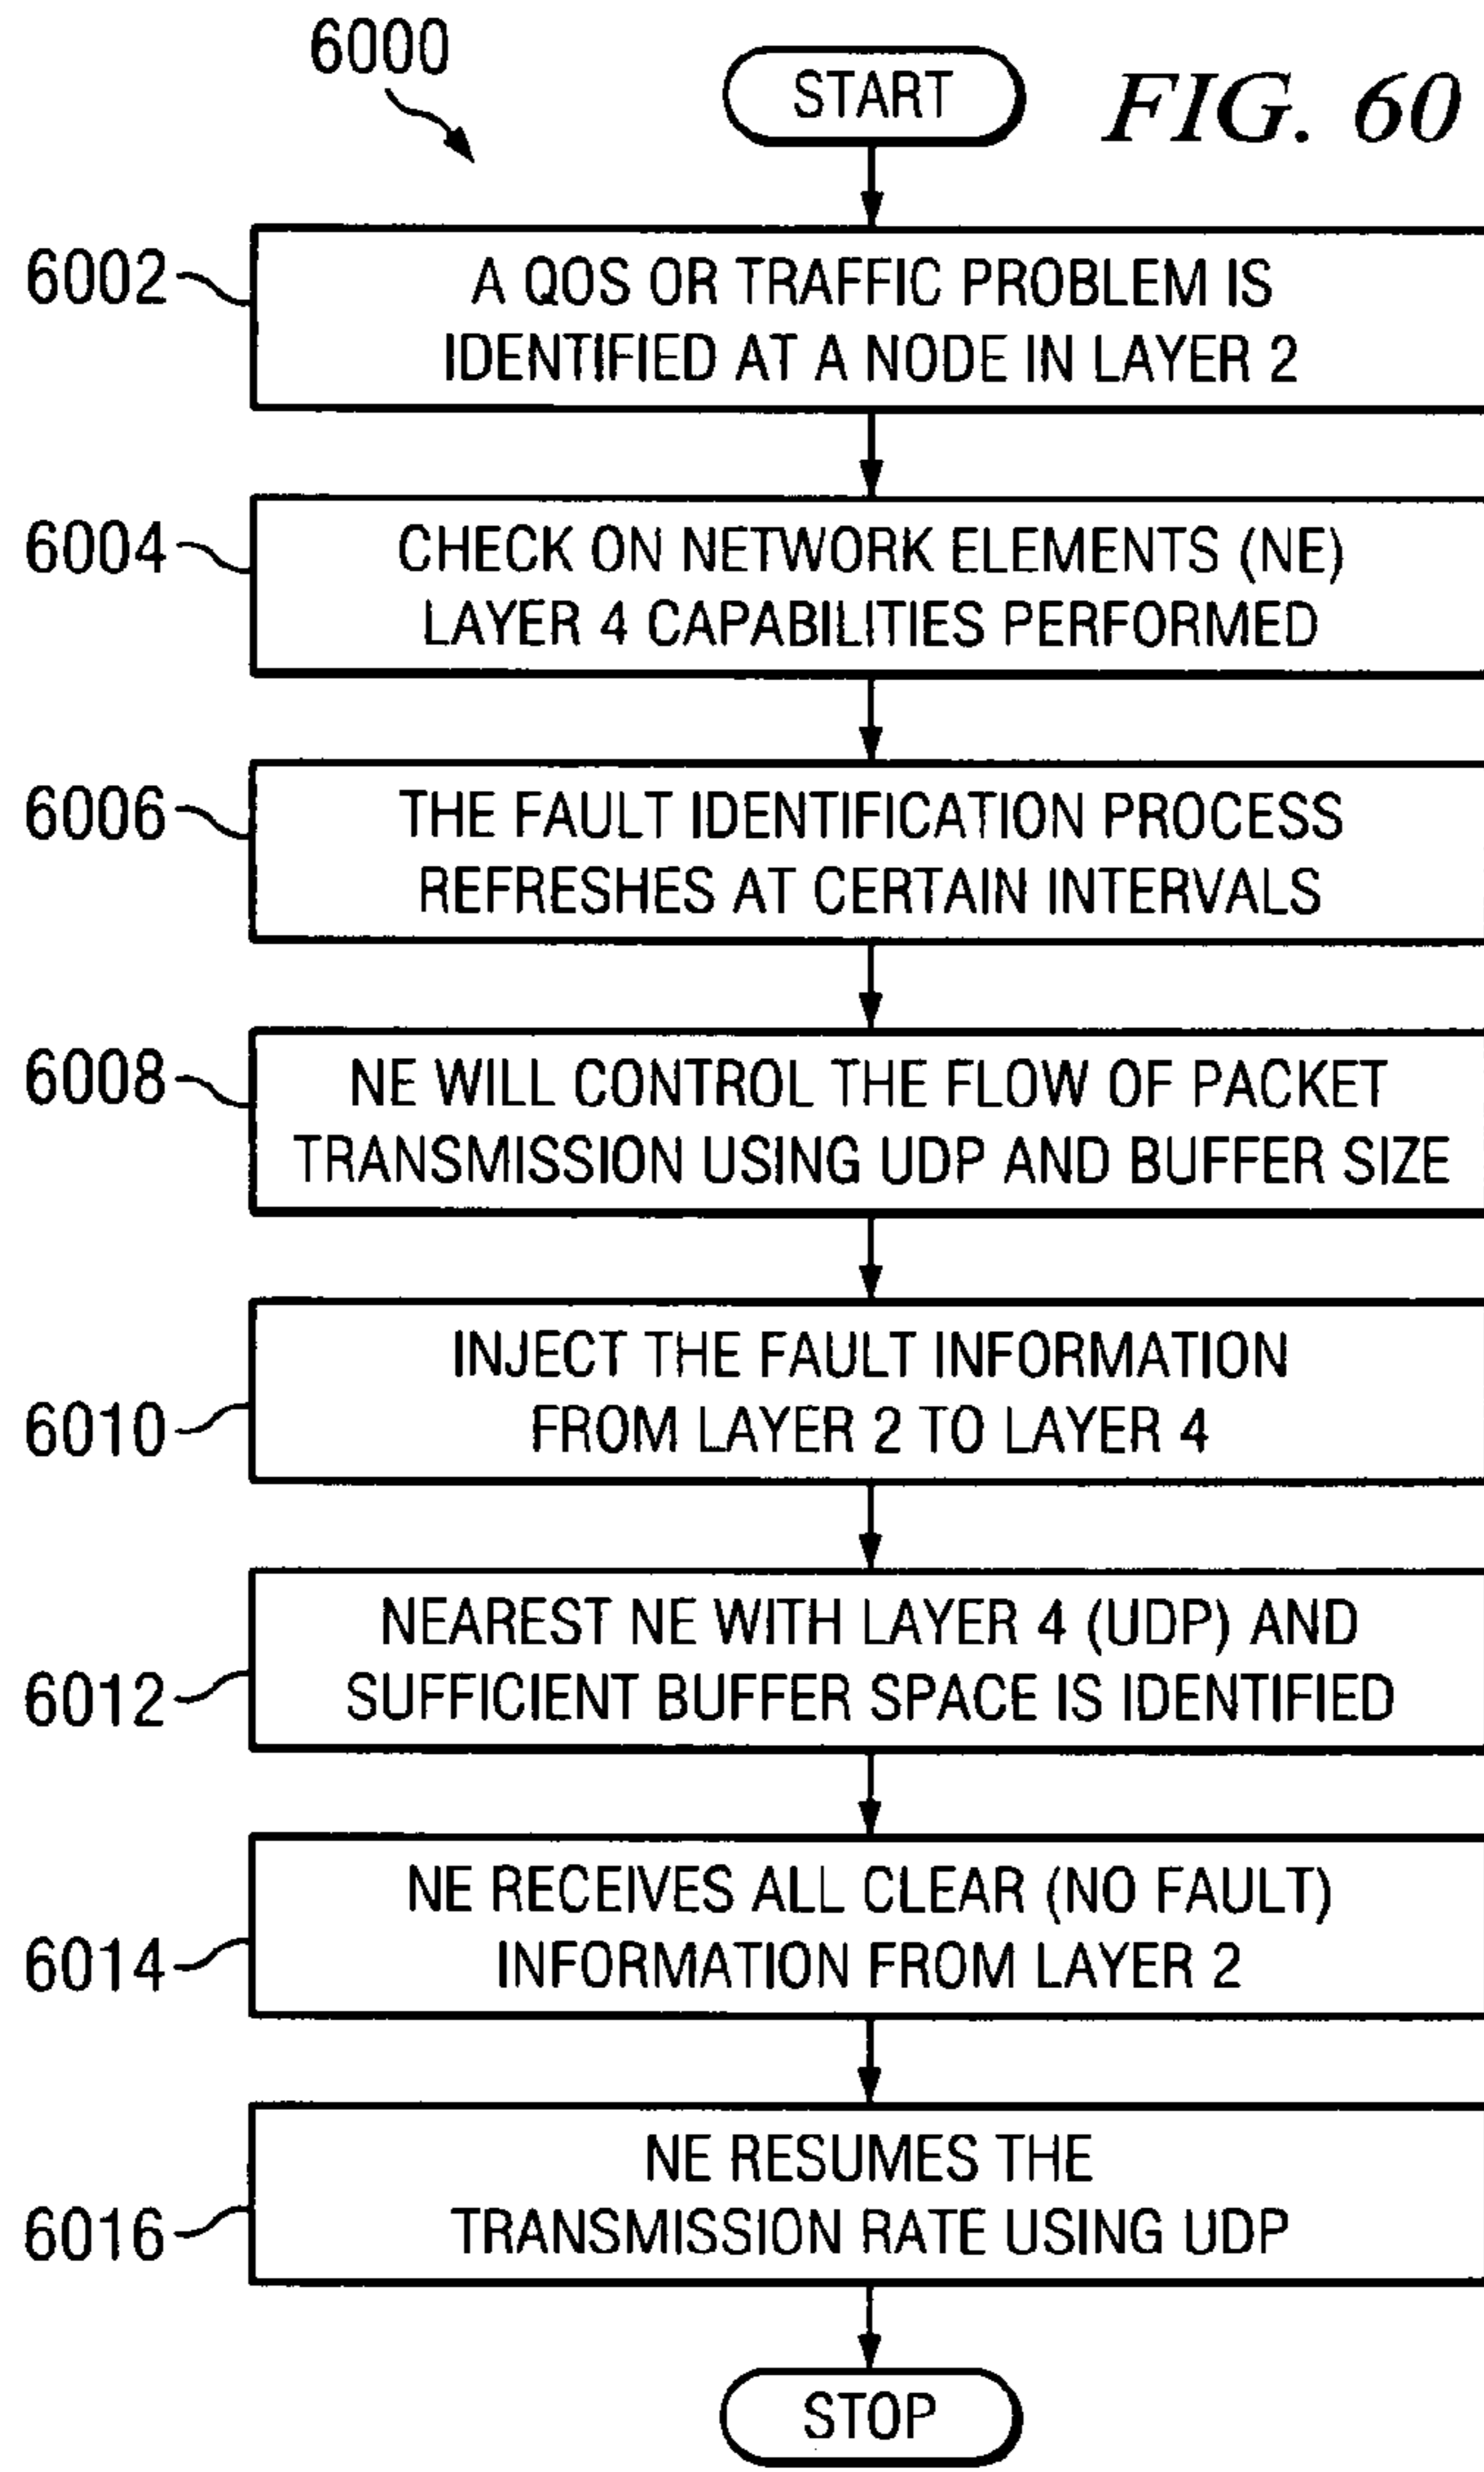 6000
START
FIG. 60
6002
A QOS OR TRAFFIC PROBLEM IS
IDENTIFIED AT A NODE IN LAYER 2
6004
CHECK ON NETWORK ELEMENTS (NE)
LAYER 4 CAPABILITIES PERFORMED
6006
THE FAULT IDENTIFICATION PROCESS
REFRESHES AT CERTAIN INTERVALS
6008
NE WILL CONTROL THE FLOW OF PACKET
TRANSMISSION USING UDP AND BUFFER SIZE
6010
INJECT THE FAULT INFORMATION
FROM LAYER 2 TO LAYER 4
6012
NEAREST NE WITH LAYER 4 (UDP) AND
SUFFICIENT BUFFER SPACE IS IDENTIFIED
6014
NE RECEIVES ALL CLEAR (NO FAULT)
INFORMATION FROM LAYER 2
6016
NE RESUMES THE
TRANSMISSION RATE USING UDP
STOP